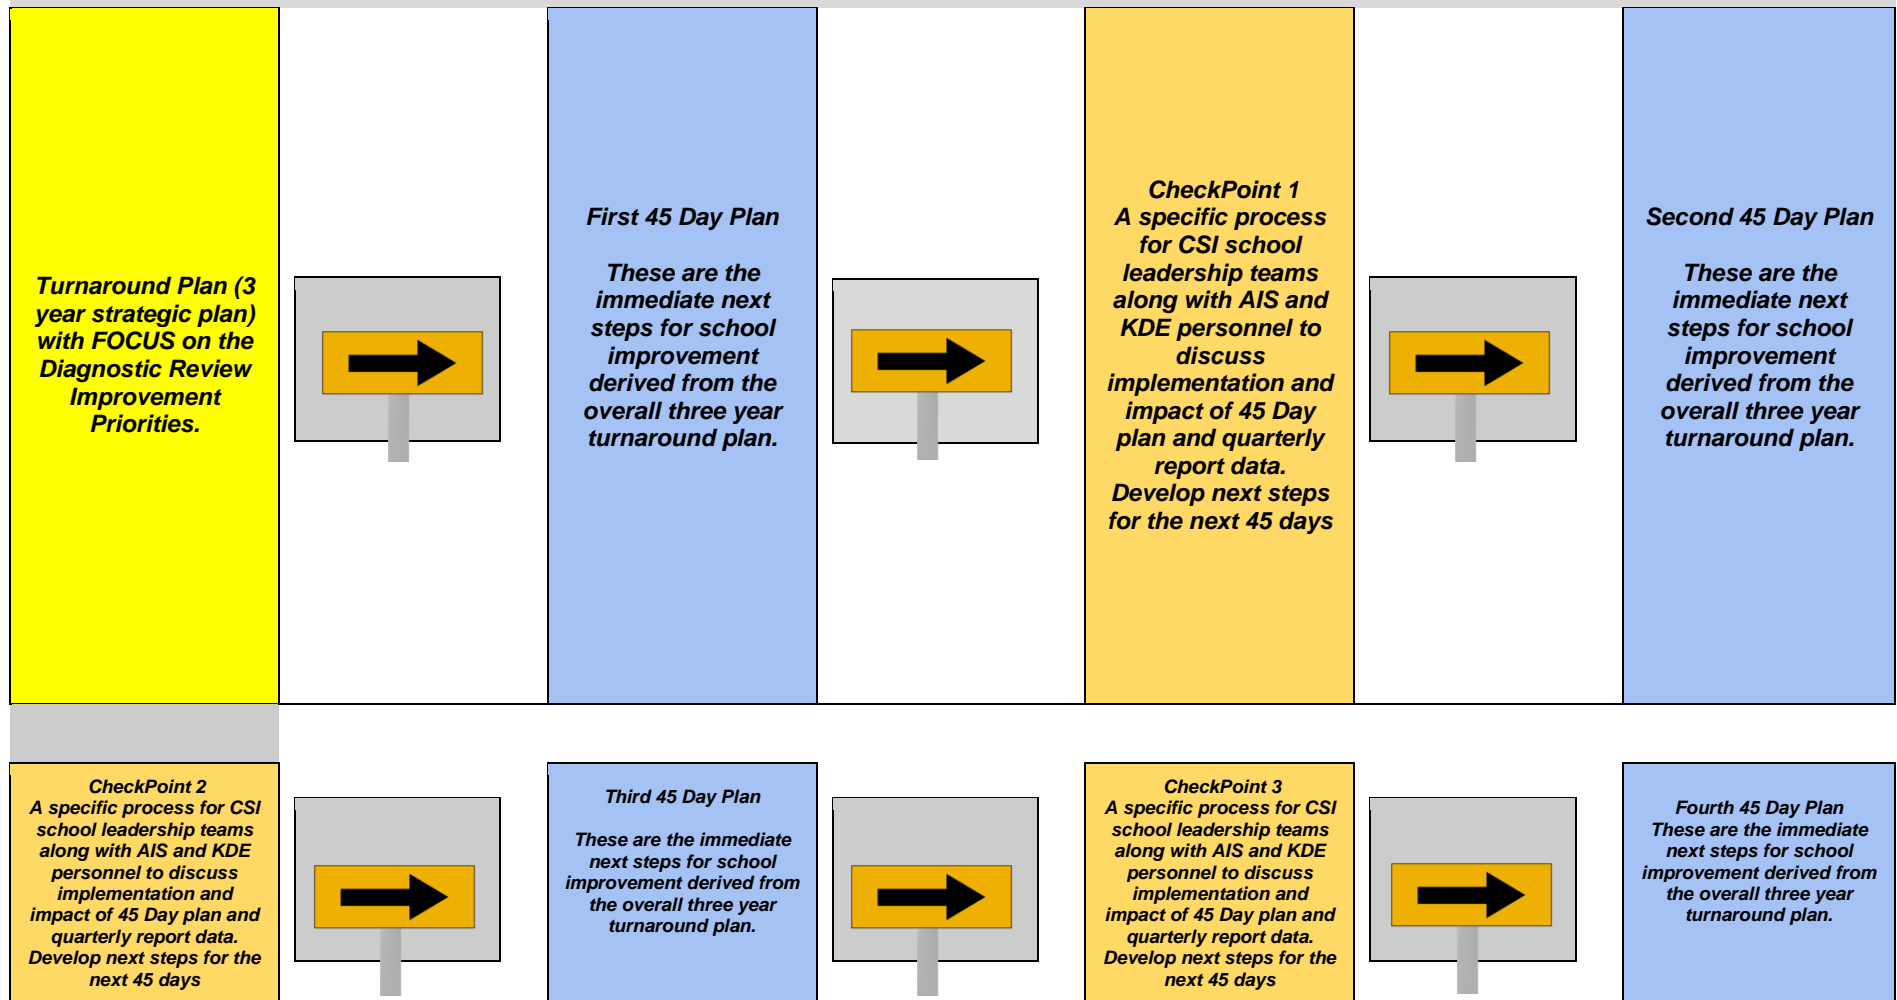 Turnaround Plan (3
year strategic plan)
with FOCUS on the
Diagnostic Review
Improvement
Priorities.
First 45 Day Plan
These are the
immediate next
steps for school
improvement
derived from the
overall three year
turnaround plan.
CheckPoint 1
A specific process
for CSI school
leadership teams
along with AIS and
KDE personnel to
discuss
implementation and
impact of 45 Day
plan and quarterly
report data.
Develop next steps
for the next 45 days
Second 45 Day Plan
These are the
immediate next
steps for school
improvement
derived from the
overall three year
turnaround plan.
CheckPoint 2
A specific process for CSI
school leadership teams
along with AIS and KDE
personnel to discuss
implementation and
impact of 45 Day plan and
quarterly report data.
Develop next steps for the
next 45 days
Third 45 Day Plan
These are the immediate
next steps for school
improvement derived from
the overall three year
turnaround plan.
CheckPoint 3
A specific process for CSI
school leadership teams
along with AIS and KDE
personnel to discuss
implementation and
impact of 45 Day plan and
quarterly report data.
Develop next steps for the
next 45 days
Fourth 45 Day Plan
These are the immediate
next steps for school
improvement derived from
the overall three year
turnaround plan.